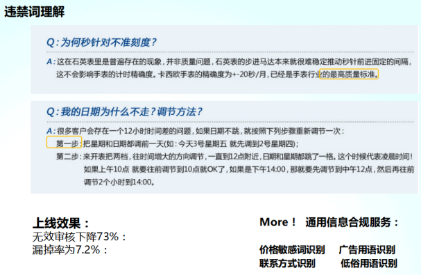 违禁词理解
Q：为何秒针对不准刻度？
A：这在石英表里是普遍存在的现象，并非质量问题，石英表的步进马达本来就很难稳定推动秒针前进固定的间隔，
这不会影响手表的计时精确度。卡西欧手表的精确度为+-20秒/月，已经是手表行业的最高质量标准。
Q：我的日期为什么不走？调节方法？
A：很多客户会存在一个12小时时间差的问题，如果日期不跳，就按照下列步骤重新调节一次：
第一步：把星期和日期都调前一天(如：今天3号星期五 就先调到2号星期四)；
第二步：来开表把两档，往时间增大的方向调节，一直到12点附近，日期和星期都跳了一格，这个时候代表凌晨时间！
如果上午10点 就要往前调节到10点就OK了，如果是下午14:00，那就要先调节到中午12点，然后再往前
调节2个小时到14:00。
上线效果：
无效审核下降73%；
漏掉率为7.2%；
More！ 通用信息合规服务：
价格敏感词识别 广告用语识别
联系方式识别 低俗用语识别